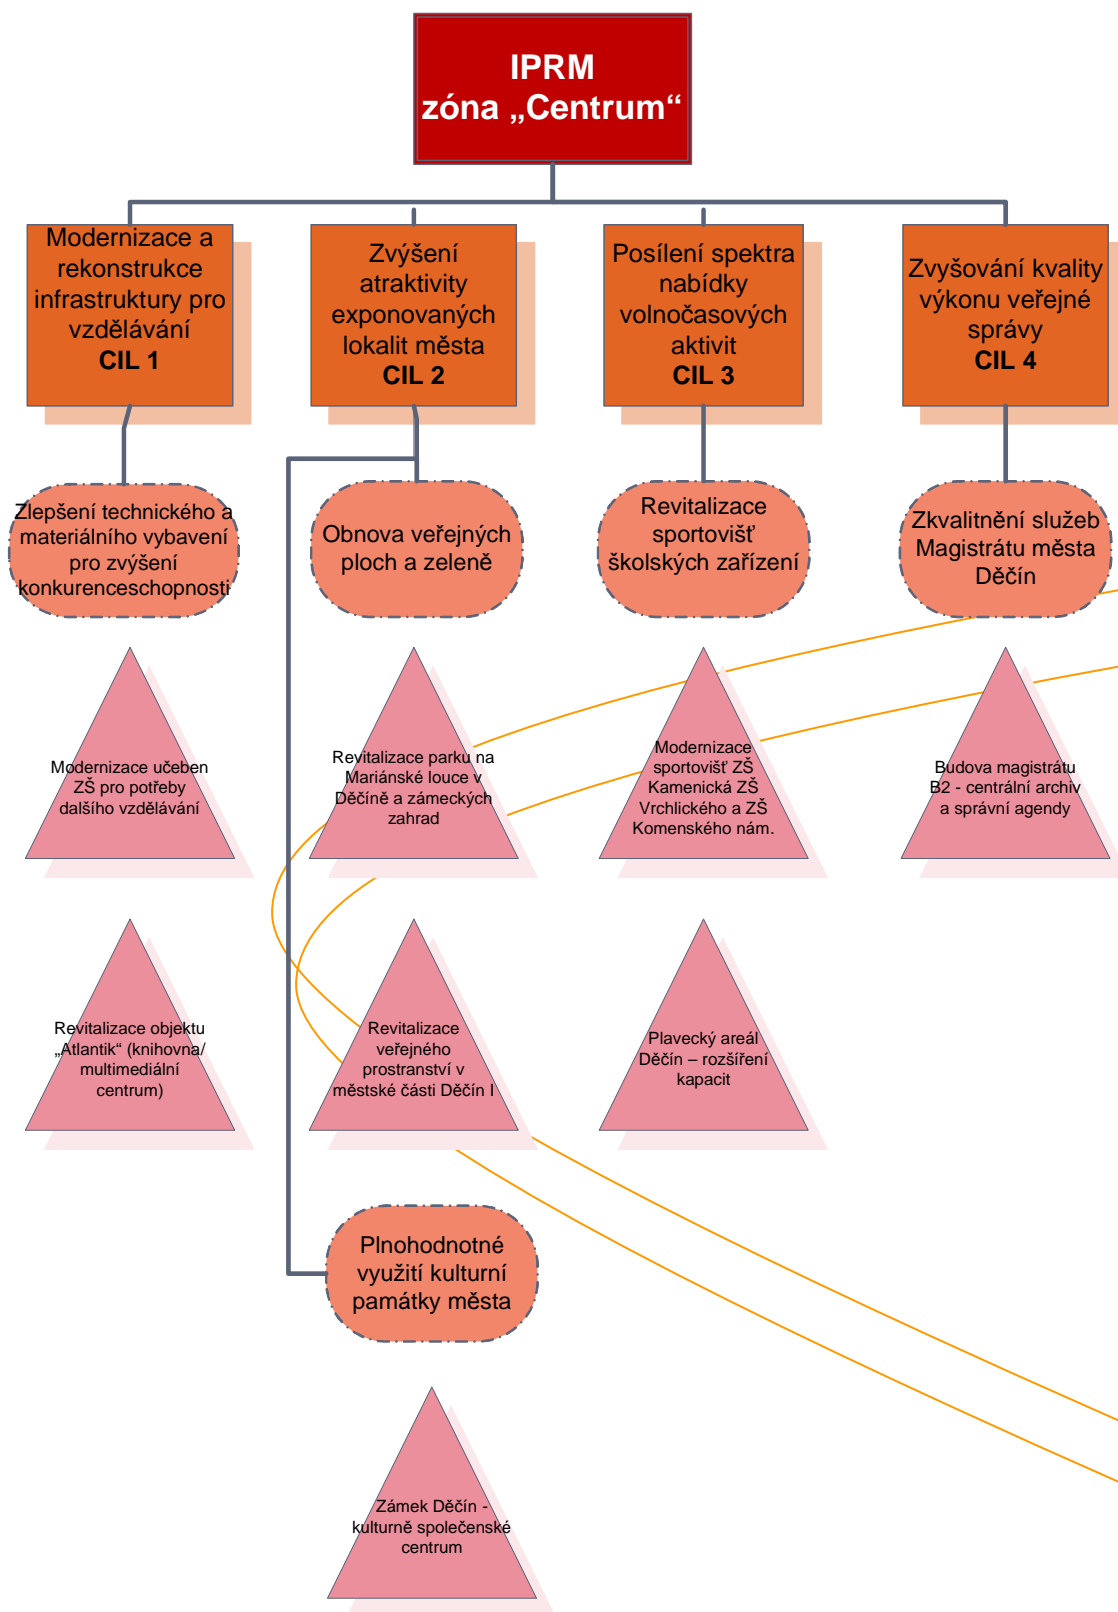 IPRM
zóna „Centrum“
Modernizace a
rekonstrukce
infrastruktury pro
vzdělávání
CIL 1
Zvýšení
atraktivity
exponovaných
lokalit města
CIL 2
Posílení spektra
nabídky
volnočasových
aktivit
CIL 3
Zvyšování kvality
výkonu veřejné
správy
CIL 4
Zlepšení technického a
materiálního vybavení
pro zvýšení
konkurenceschopnosti
Obnova veřejných
ploch a zeleně
Revitalizace
sportovišť
školských zařízení
Zkvalitnění služeb
Magistrátu města
Děčín
Modernizace učeben
ZŠ pro potřeby
dalšího vzdělávání
Revitalizace parku na
Mariánské louce v
Děčíně a zámeckých
zahrad
Modernizace
sportovišť ZŠ
Kamenická ZŠ
Vrchlického a ZŠ
Komenského nám.
Budova magistrátu
B2 - centrální archiv
a správní agendy
Revitalizace objektu
„Atlantik“ (knihovna/
multimediální
centrum)
Revitalizace
veřejného
prostranství v
městské části Děčín I
Plavecký areál
Děčín – rozšíření
kapacit
Plnohodnotné
využití kulturní
památky města
Zámek Děčín -
kulturně společenské
centrum